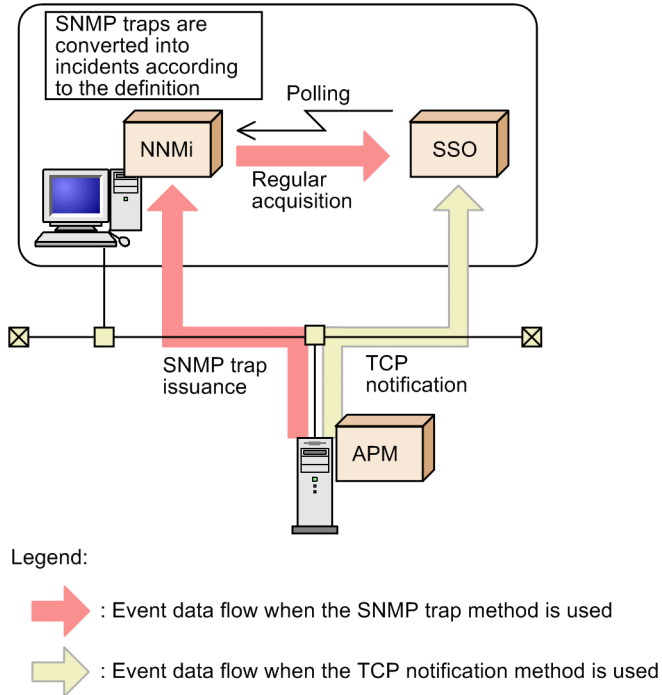 SNMP traps are
converted into
incidents according
to the definition
Polling
NNMi
SSO
Regular
acquisition
SNMP trap
issuance
TCP
notification
APM
Legend:
: Event data flow when the SNMP trap method is used
: Event data flow when the TCP notification method is used